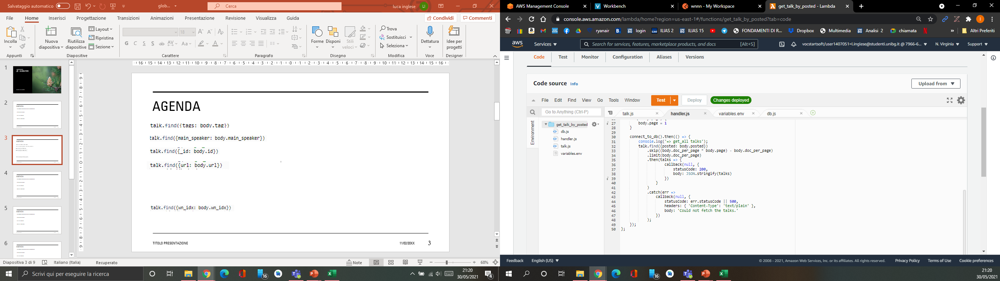 Salvataggio automatico
glob...
Cerca
luca inglese
LI
File Home Inserisci Progettazione Transizioni Animazioni Presentazione Revisione Visualizza Guida
Condividi Commenti
Incolla
Nuova diapositiva
Riutilizza diapositive
Layout
Ripristina
Sezione
18
G C S S ab AV Aa A
Forme Disponi Stili veloci
Trova
Sostituisci
Seleziona
Dettatura
Idee per progetti
Appunti Diapositive Carattere Paragrafo Disegno Modifica Voce Designer
1
GLOBALTEDX
2
AGENDA
3
AGENDA
4
AGENDA
5
AGENDA
6
AGENDA
AGENDA
talk.find({tags: body.tag})
talk.find({main_speaker: body.main_speaker})
talk.find({_id: body.id})
talk.find({url: body.url})
talk.find({wn_idx: body.wn_idx})
TITOLO PRESENTAZIONE 11/02/20XX 3
Diapositiva 3 di 9 Italiano (Italia) Recuperato Note 68%
Scrivi qui per eseguire la ricerca
16
21:20
30/05/2021
4
AWS Management Console
Workbench
wnnn - My Workspace
get_talk_by_posted - Lambda
console.aws.amazon.com/lambda/home?region=us-east-1#/functions/get_talk_by_posted?tab=code
ryanair B. login ILIAS 2 ILIAS 15 FONDAMENTI DI R... Dropbox Multimedia Analisi 2 chiamata » Altri Preferiti
aws Services Search for services, features, marketplace products, and docs [Alt+S] vocstartsoft/user1407051=l.inglese@studenti.unibg.it @ 7966-6... N. Virginia Support
Code Test Monitor Configuration Aliases Versions
Code source Info
Upload from
File Edit Find View Go Tools Window Test Deploy Changes deployed
Go to Anything (Ctrl-P)
talk.js handler.js variables.env db.js
Environment
get_talk_by_posted
db.js
handler.js
talk.js
variables.env
27 body.page = 1
28 }
29
30 connect_to_db().then(() => {
31 console.log('=> get_all talks');
32 talk.find({posted: body.posted})
33 .skip((body.doc_per_page * body.page) - body.doc_per_page)
34 .limit(body.doc_per_page)
35 .then(talks => {
36 callback(null, {
37 statusCode: 200,
38 body: JSON.stringify(talks)
39 })
40 }
41 )
42 .catch(err =>
43 callback(null, {
44 statusCode: err.statusCode || 500,
45 headers: { 'Content-Type': 'text/plain' },
46 body: 'Could not fetch the talks.'
47 })
48 );
49 });
50 };
Feedback English (US) © 2008 - 2021, Amazon Web Services, Inc. or its affiliates. All rights reserved. Privacy Policy Terms of Use Cookie preferences
16
21:20
30/05/2021